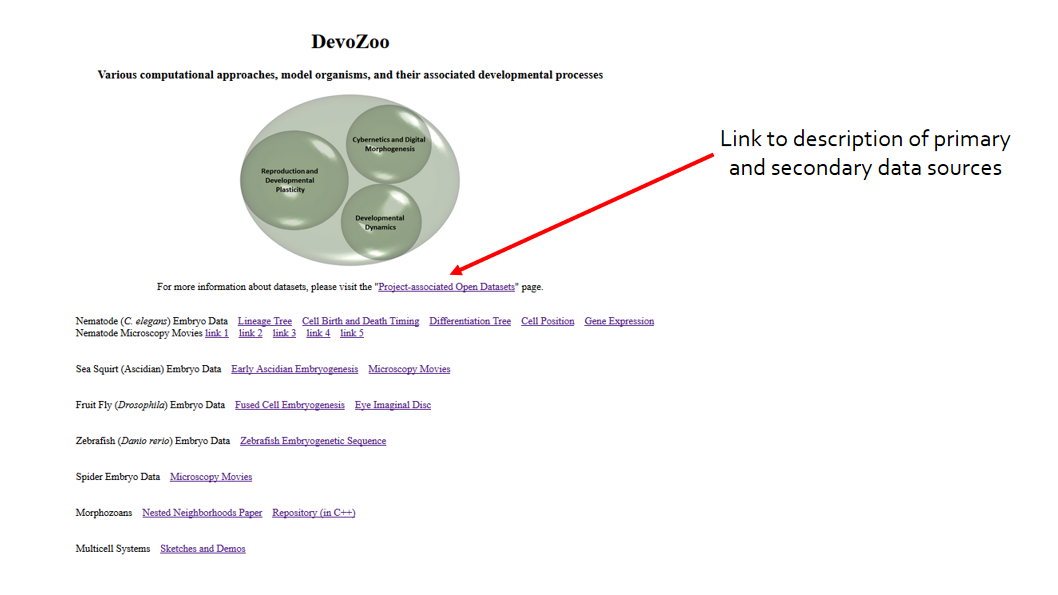 DevoZoo
Various computational approaches, model organisms, and their associated developmental processes
Cybernetics and Digital
Morphogenesis
Reproduction and
Developmental
Plasticity
Developmental
Dynamics
Link to description of primary
and secondary data sources
For more information about datasets, please visit the "Project-associated Open Datasets" page.
Nematode (C. elegans) Embryo Data Lineage Tree Cell Birth and Death Timing Differentiation Tree Cell Position Gene Expression
Nematode Microscopy Movies link 1 link 2 link 3 link 4 link 5
Sea Squirt (Ascidian) Embryo Data Early Ascidian Embryogenesis Microscopy Movies
Fruit Fly (Drosophila) Embryo Data Fused Cell Embryogenesis Eye Imaginal Disc
Zebrafish (Danio rerio) Embryo Data Zebrafish Embryogenetic Sequence
Spider Embryo Data Microscopy Movies
Morphozoans Nested Neighborhoods Paper Repository (in C++)
Multicell Systems Sketches and Demos